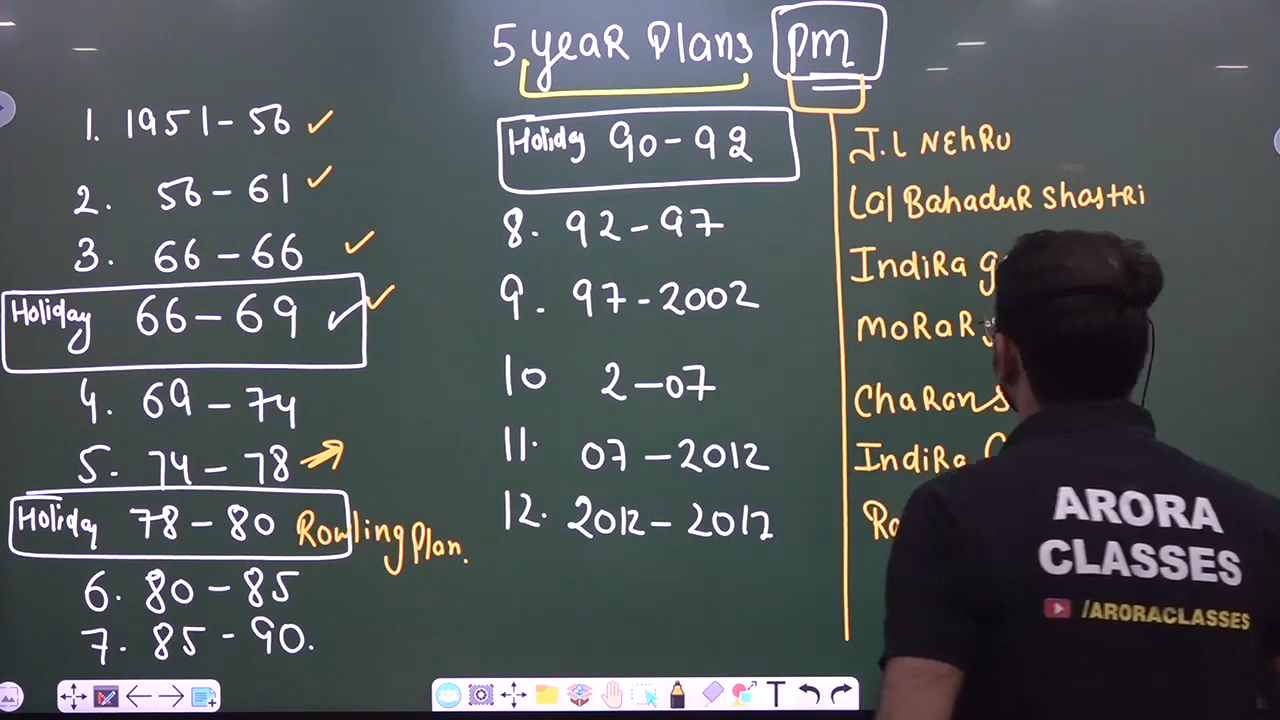 5 year Plans PM
1. 1951-56
2. 56-61
3. 66-66
Holiday 66-69
4. 69-74
5. 74-78
Holiday 78-80 Rowling Plan.
6. 80-85
7. 85-90.
Holiday 90-92
8. 92-97
9. 97-2002
10 2-07
11. 07-2012
12. 2012-2017
J.L NEhRU
Lal BahaduR ShastRi
IndiRa
MoRaR
ChaRan
IndiRa
ARORA
CLASSES
/ARORACLASSES
T